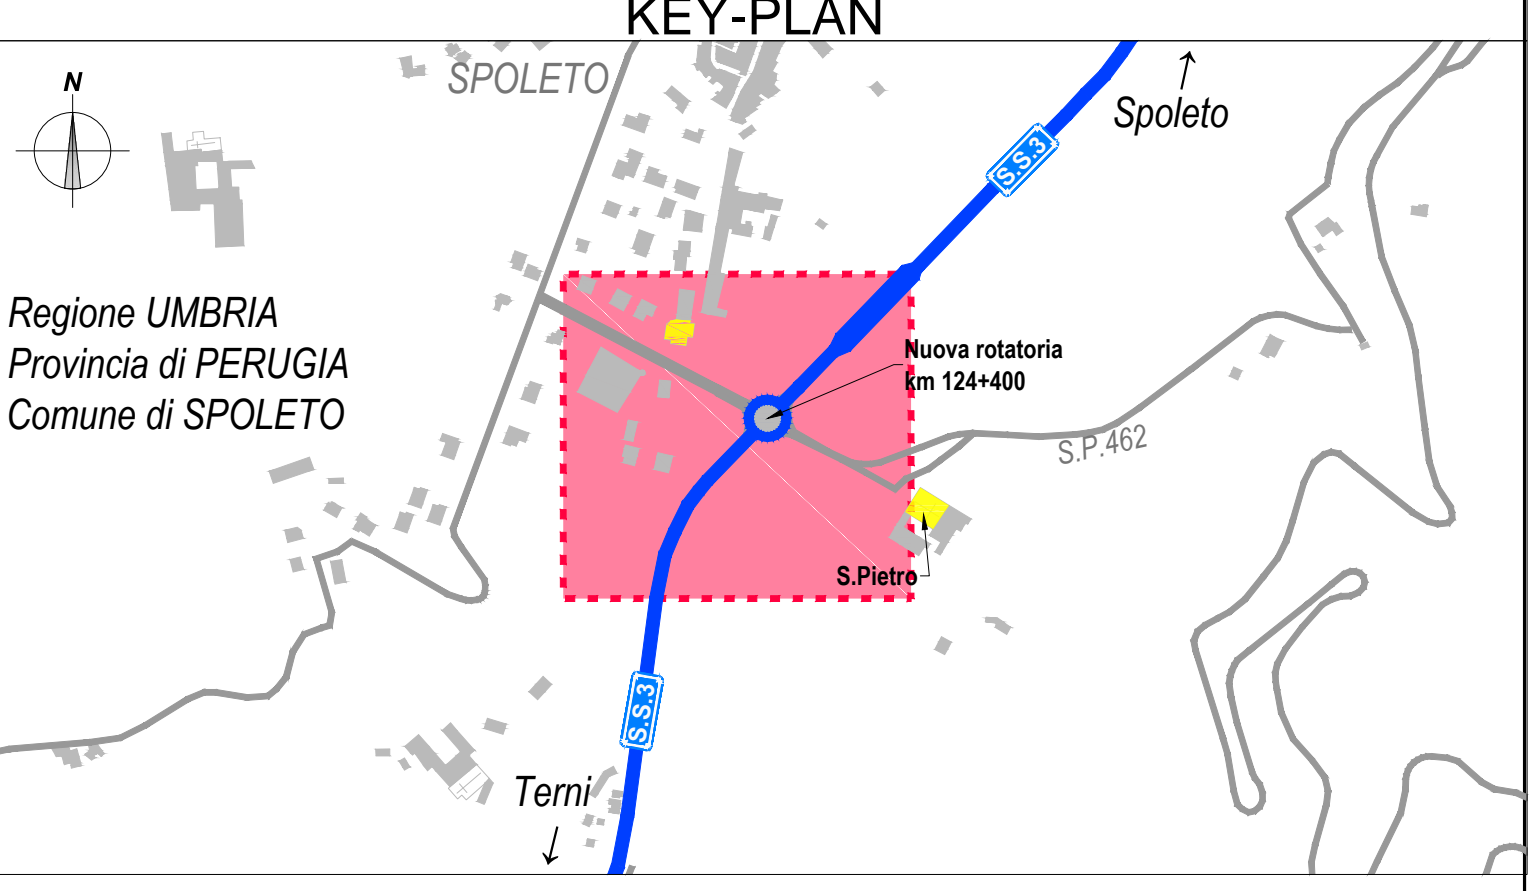 KEY-PLAN
N
SPOLETO
Spoleto
S.S.3
Regione UMBRIA
Provincia di PERUGIA
Comune di SPOLETO
Nuova rotatoria
km 124+400
S.P.462
S.Pietro
S.S.3
Terni